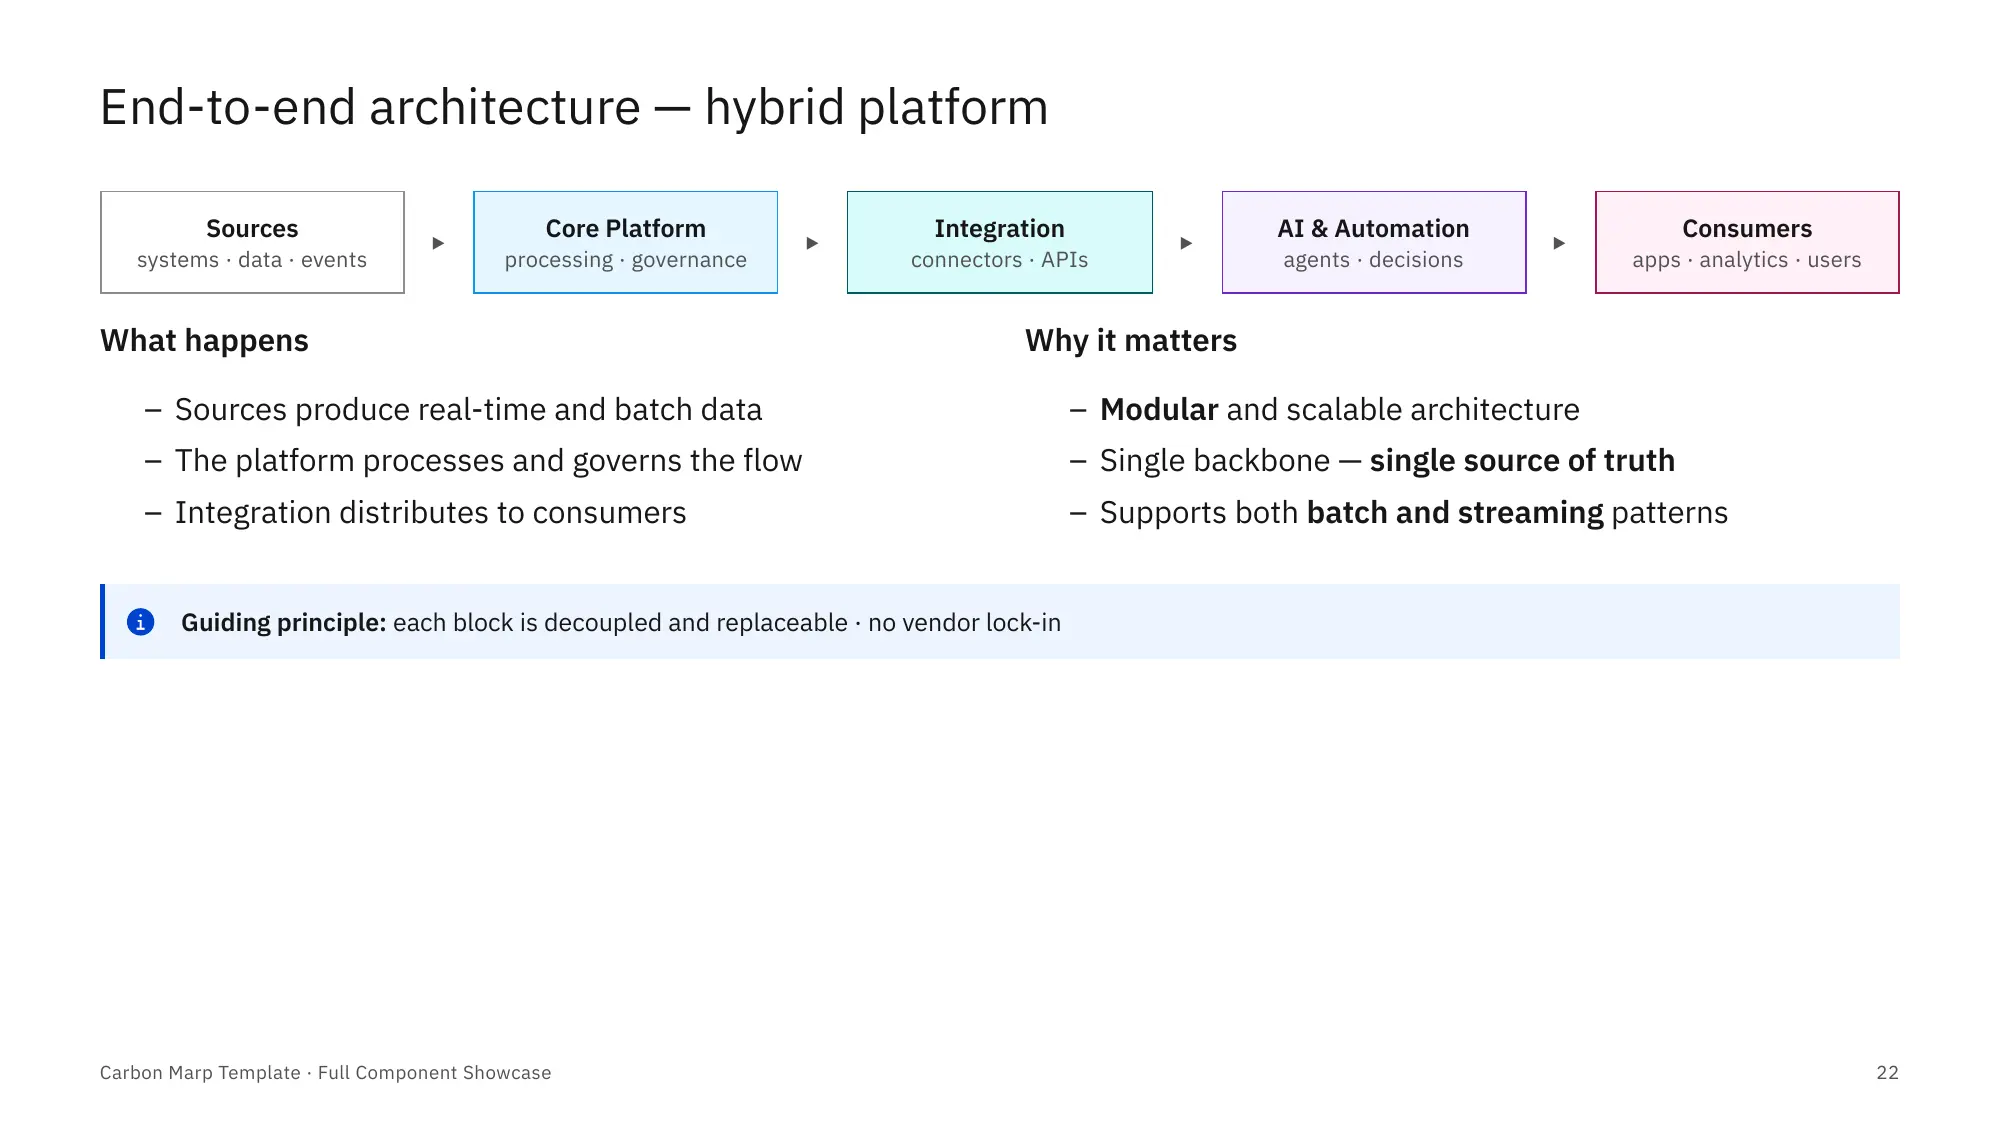 End-to-end architecture — hybrid platform
Sources
systems · data · events
Core Platform
processing · governance
Integration
connectors · APIs
AI & Automation
agents · decisions
Consumers
apps · analytics · users
What happens
– Sources produce real-time and batch data
– The platform processes and governs the flow
– Integration distributes to consumers
Why it matters
– Modular and scalable architecture
– Single backbone — single source of truth
– Supports both batch and streaming patterns
Guiding principle: each block is decoupled and replaceable · no vendor lock-in
Carbon Marp Template · Full Component Showcase
22